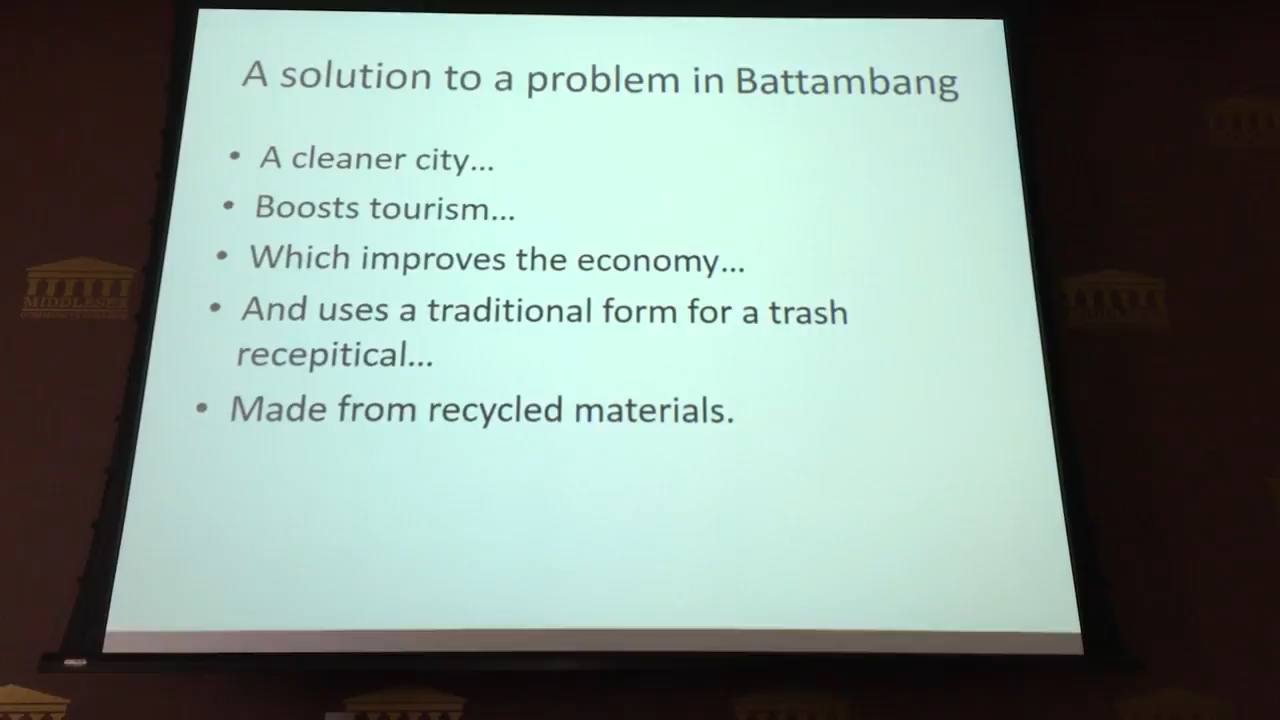 A solution to a problem in Battambang
• A cleaner city...
• Boosts tourism...
• Which improves the economy...
• And uses a traditional form for a trash
recepitical...
• Made from recycled materials.
MIDDLESEX